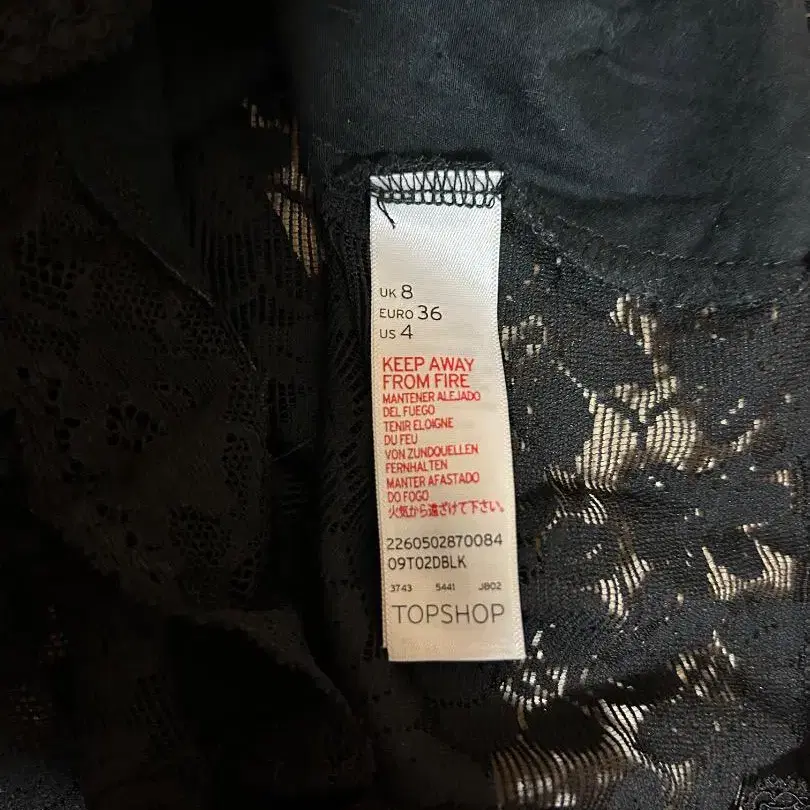 UK 8
EURO 36
US 4
KEEP AWAY
FROM FIRE
MANTENER ALEJADO
DEL FUEGO
TENIR ELOIGNE
DU FEU
VON ZUNDQUELLEN
FERNHALTEN
MANTER AFASTADO
DO FOGO
火気から遠ざけて下さい。
2260502870084
09T02DBLK
3743 5441 JB02
TOPSHOP